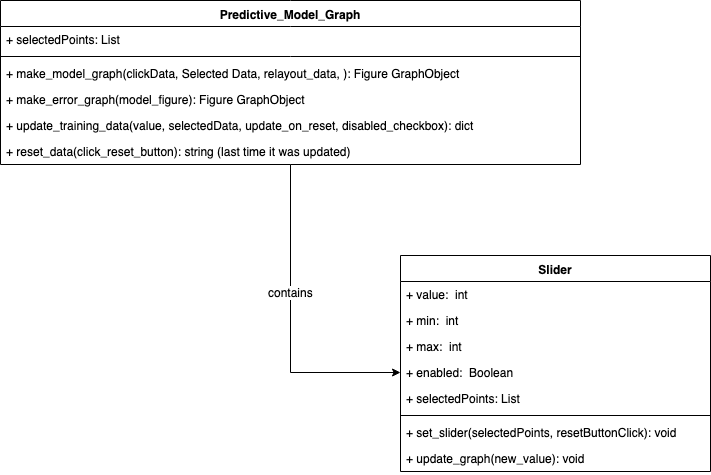 Predictive_Model_Graph
+ selectedPoints: List
+ make_model_graph(clickData, Selected Data, relayout_data, ): Figure GraphObject
+ make_error_graph(model_figure): Figure GraphObject
+ update_training_data(value, selectedData, update_on_reset, disabled_checkbox): dict
+ reset_data(click_reset_button): string (last time it was updated)
contains
Slider
+ value:  int
+ min:  int
+ max:  int
+ enabled:  Boolean
+ selectedPoints: List
+ set_slider(selectedPoints, resetButtonClick): void
+ update_graph(new_value): void